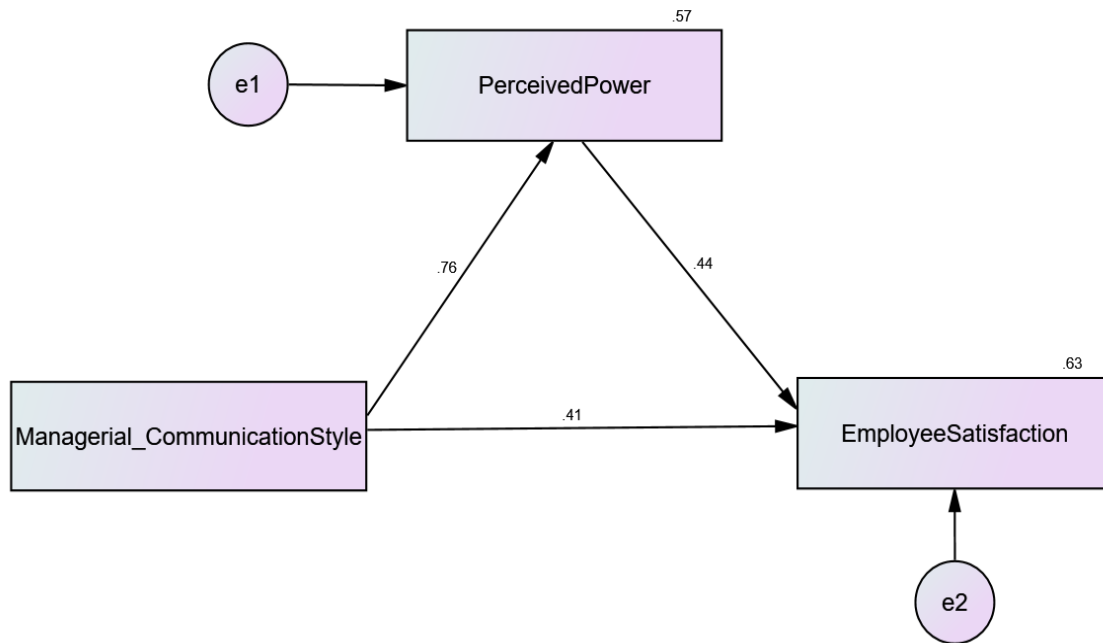 .57
e1
PerceivedPower
.76
.44
.63
Managerial_CommunicationStyle
.41
EmployeeSatisfaction
e2